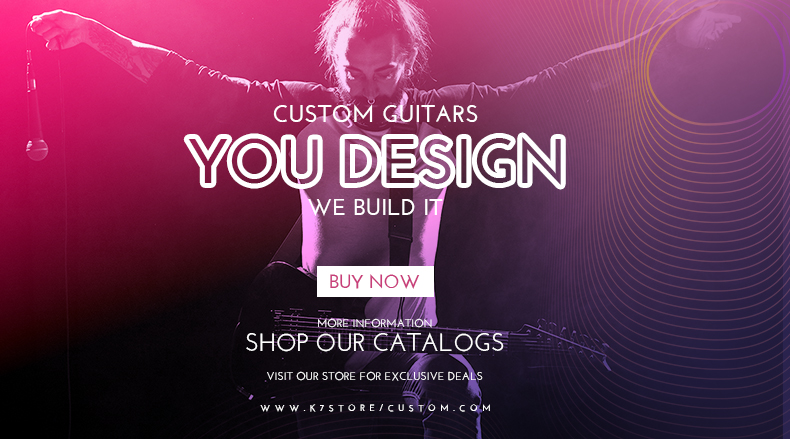 CUSTOM GUITARS
YOU DESIGN
WE BUILD IT
BUY NOW
MORE INFORMATION
SHOP OUR CATALOGS
VISIT OUR STORE FOR EXCLUSIVE DEALS
WWW.K7STORE/CUSTOM.COM